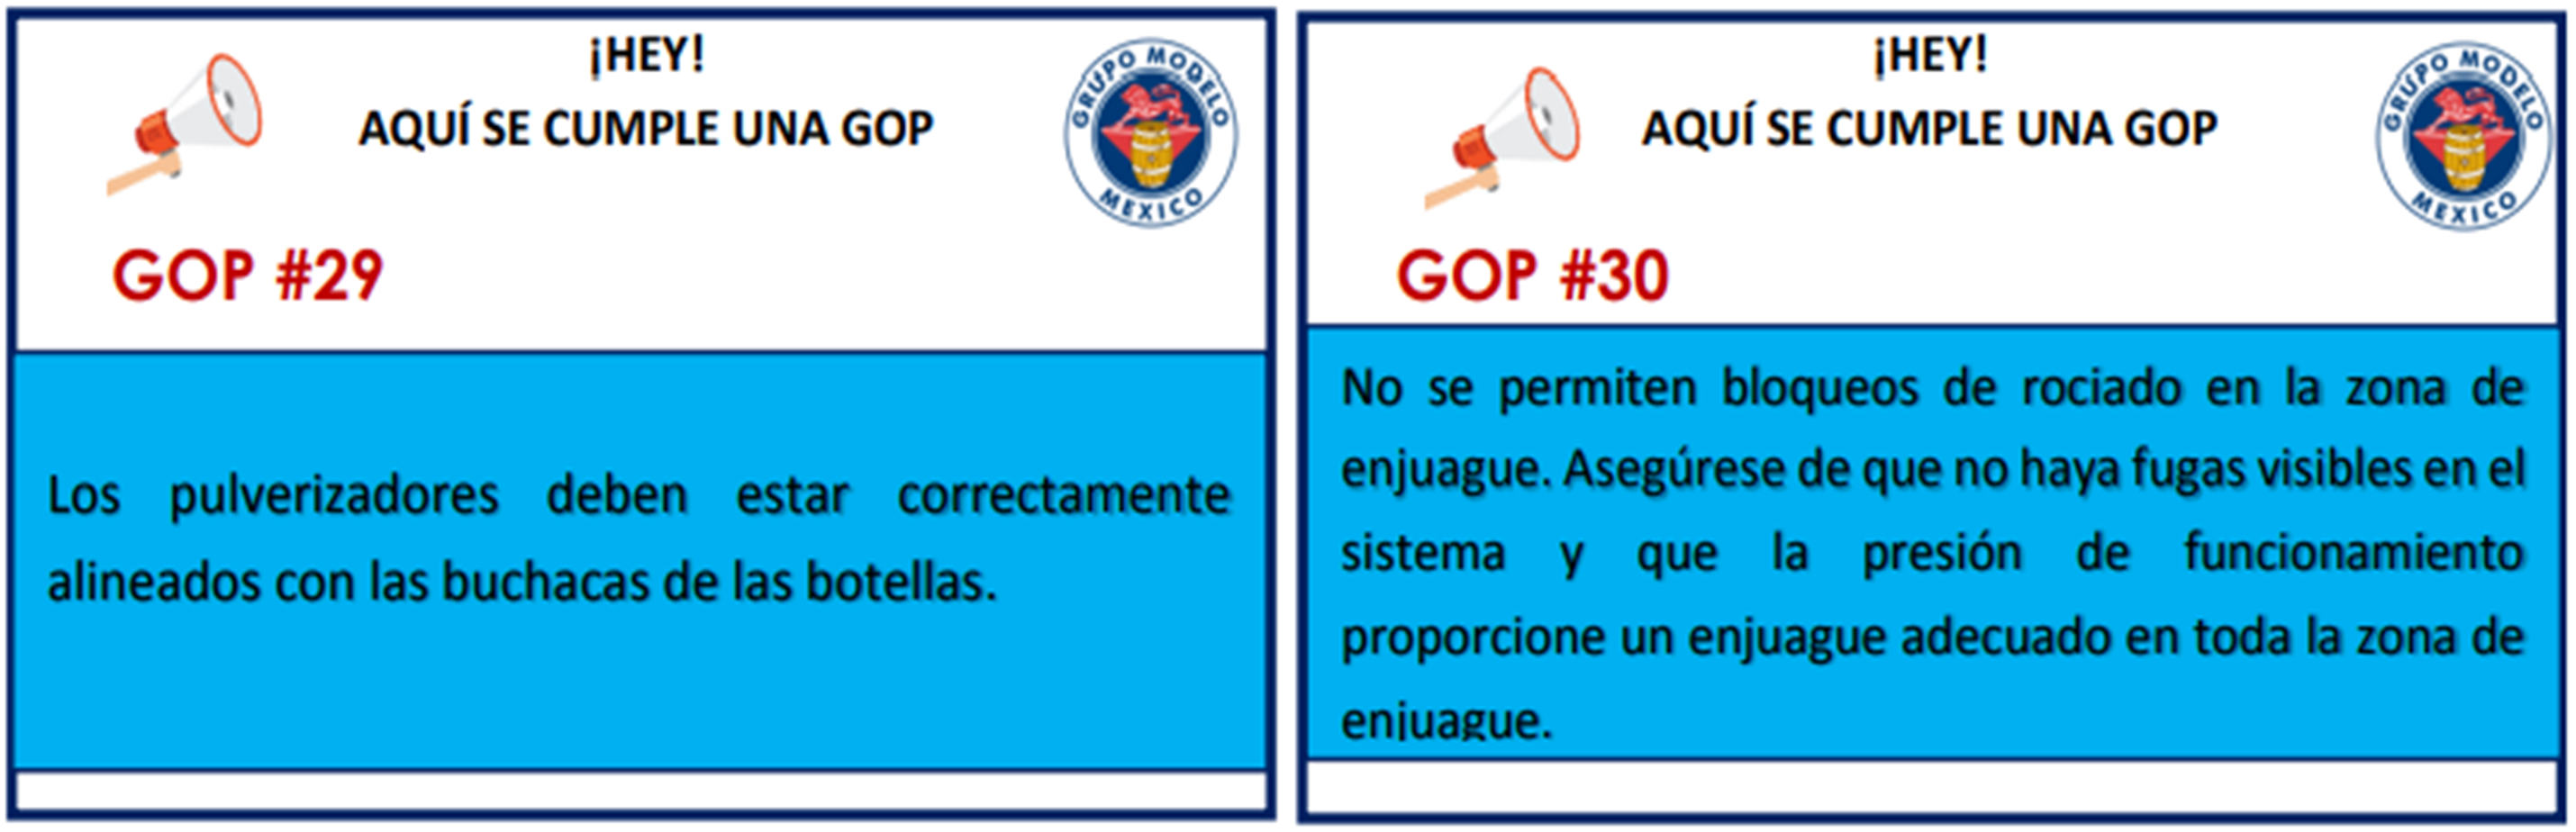 ¡HEY!
AQUÍ SE CUMPLE UNA GOP
GRUPO MODELO
MEXICO
GOP #29
Los pulverizadores deben estar correctamente
alineados con las buchacas de las botellas.
¡HEY!
AQUÍ SE CUMPLE UNA GOP
GRUPO MODELO
MEXICO
GOP #30
No se permiten bloqueos de rociado en la zona de
enjuague. Asegúrese de que no haya fugas visibles en el
sistema y que la presión de funcionamiento
proporcione un enjuague adecuado en toda la zona de
enjuague.